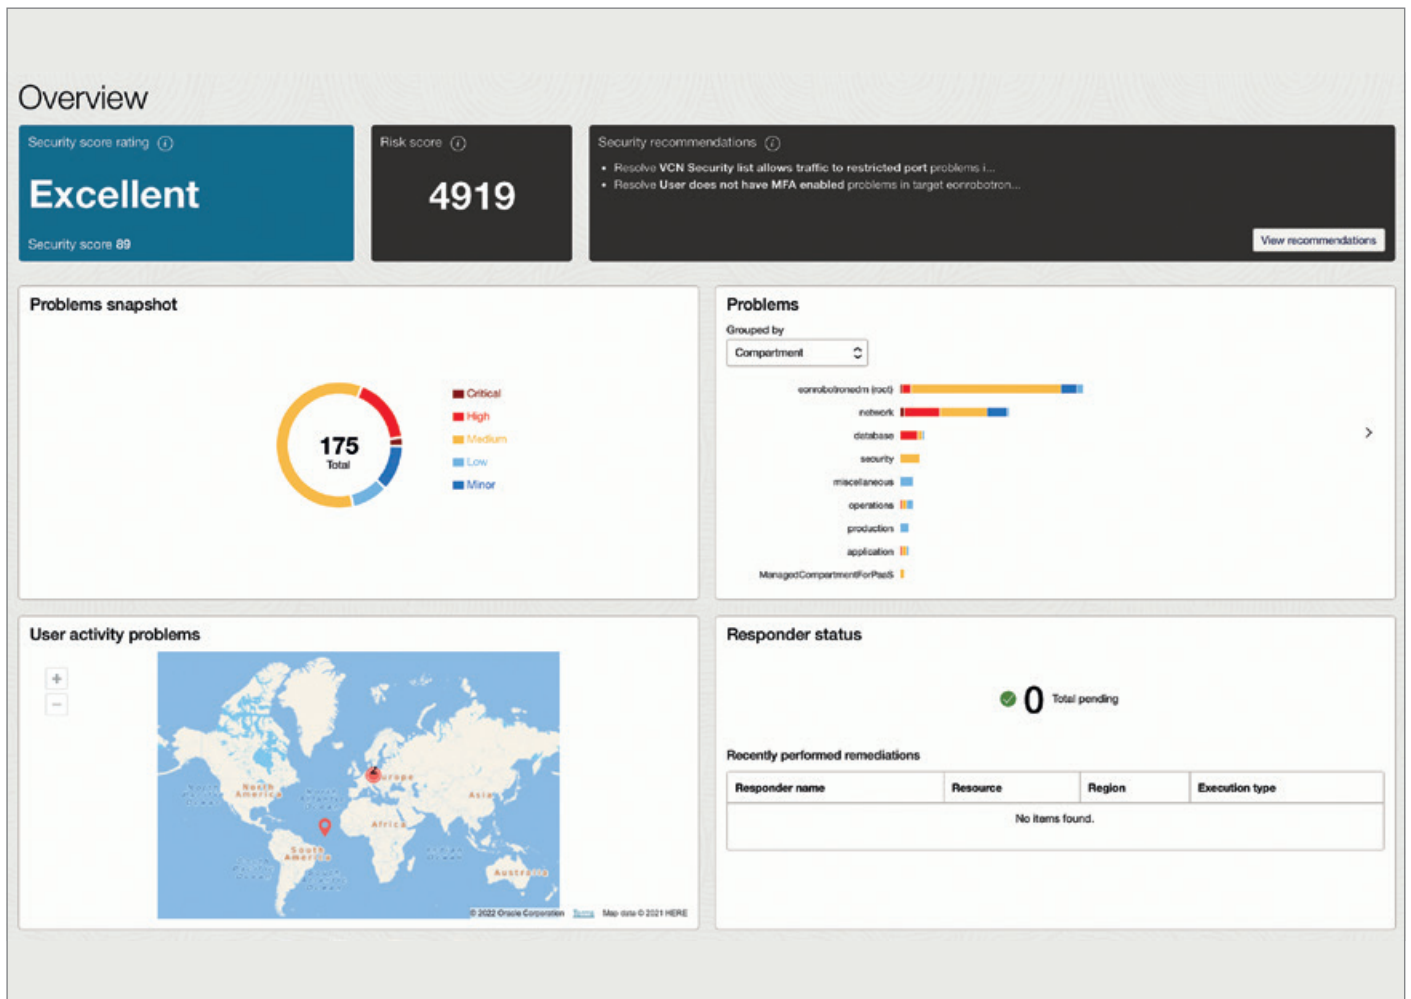 Overview
Security score rating
Excellent
Security score 89
Risk score
4919
Security recommendations
• Resolve VCN Security list allows traffic to restricted port problems i...
• Resolve User does not have MFA enabled problems in target eonrobotron...
View recommendations
Problems snapshot
175
Total
Critical
High
Medium
Low
Minor
Problems
Grouped by
Compartment
eonrobotronedm (root)
network
database
security
miscellaneous
operations
production
application
ManagedCompartmentForPaaS
User activity problems
+
−
North America
Europe
Asia
Africa
South America
Australia
2
© 2022 Oracle Corporation Terms Map data © 2021 HERE
Responder status
0 Total pending
Recently performed remediations
Responder name Resource Region Execution type
No items found.